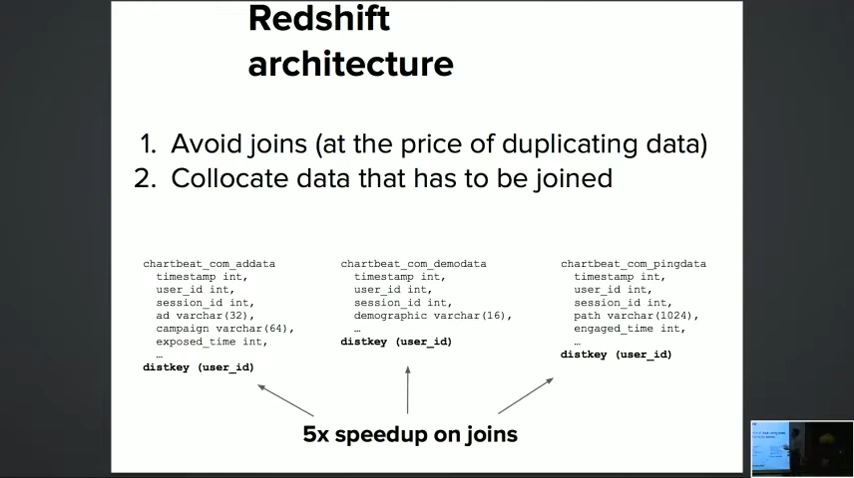 Redshift
architecture
1. Avoid joins (at the price of duplicating data)
2. Collocate data that has to be joined
chartbeat_com_addata
timestamp int,
user_id int,
session_id int,
ad varchar(32),
campaign varchar(64),
exposed_time int,
…
distkey (user_id)
chartbeat_com_demodata
timestamp int,
user_id int,
session_id int,
demographic varchar(16),
…
distkey (user_id)
chartbeat_com_pingdata
timestamp int,
user_id int,
session_id int,
path varchar(1024),
engaged_time int,
…
distkey (user_id)
5x speedup on joins